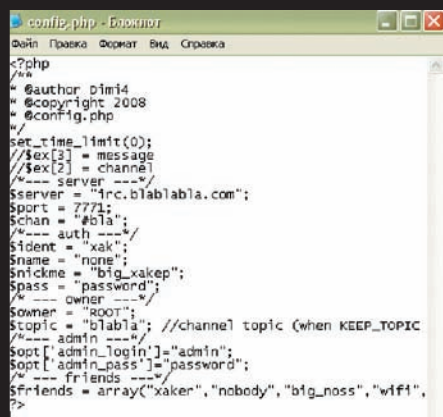 config.php - Блокнот
Файл Правка Формат Вид Справка
<?php
/**
* @author Dimi4
* @copyright 2008
* @config.php
*/
set_time_limit(0);
//$ex[3] = message
//$ex[2] = channel
/*--- server ---*/
$server = "irc.blablabla.com";
$port = 7771;
$chan = "#bla";
/*--- auth ---*/
$ident = "xak";
$name = "none";
$nickme = "big_xakep";
$pass = "password";
/* --- owner ---*/
$owner = "ROOT";
$topic = "blabla"; //channel topic (when KEEP_TOPIC
/*--- admin ---*/
$opt['admin_login']="admin";
$opt['admin_pass']="password";
/* --- friends ---*/
$friends = array("xaker","nobody","big_noss","wifi",
?>